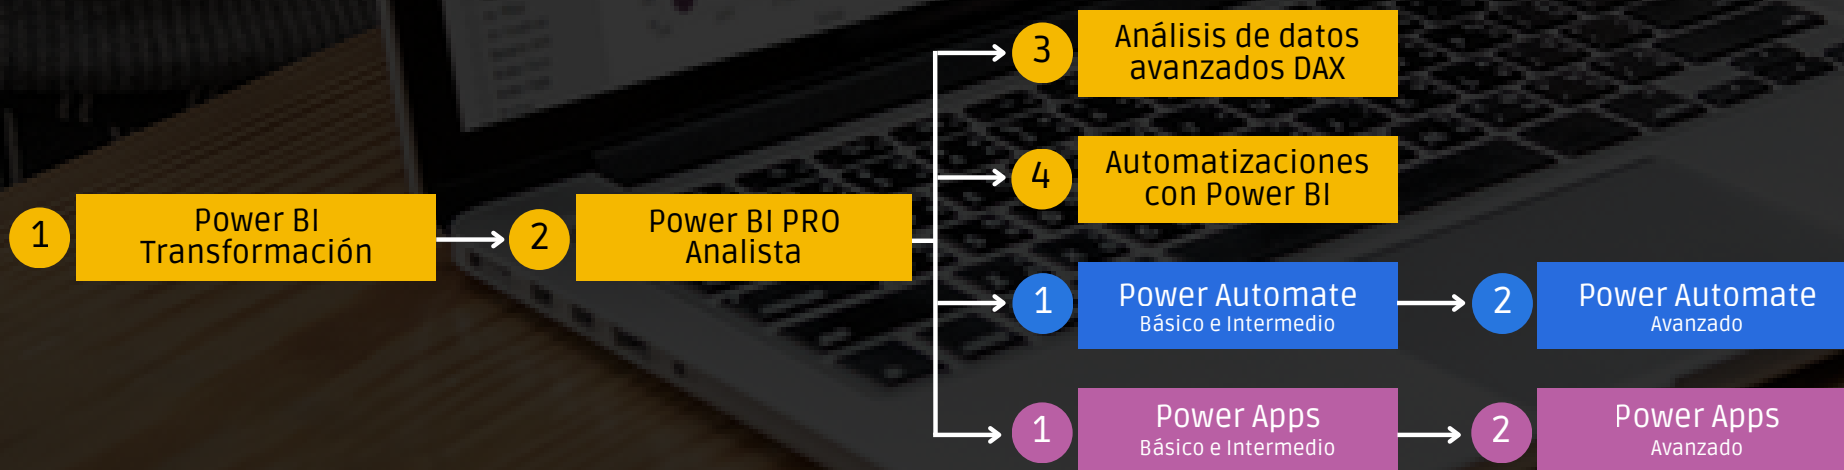 1
Power BI
Transformación
2
Power BI PRO
Analista
3
Análisis de datos
avanzados DAX
4
Automatizaciones
con Power BI
1
Power Automate
Básico e Intermedio
2
Power Automate
Avanzado
1
Power Apps
Básico e Intermedio
2
Power Apps
Avanzado